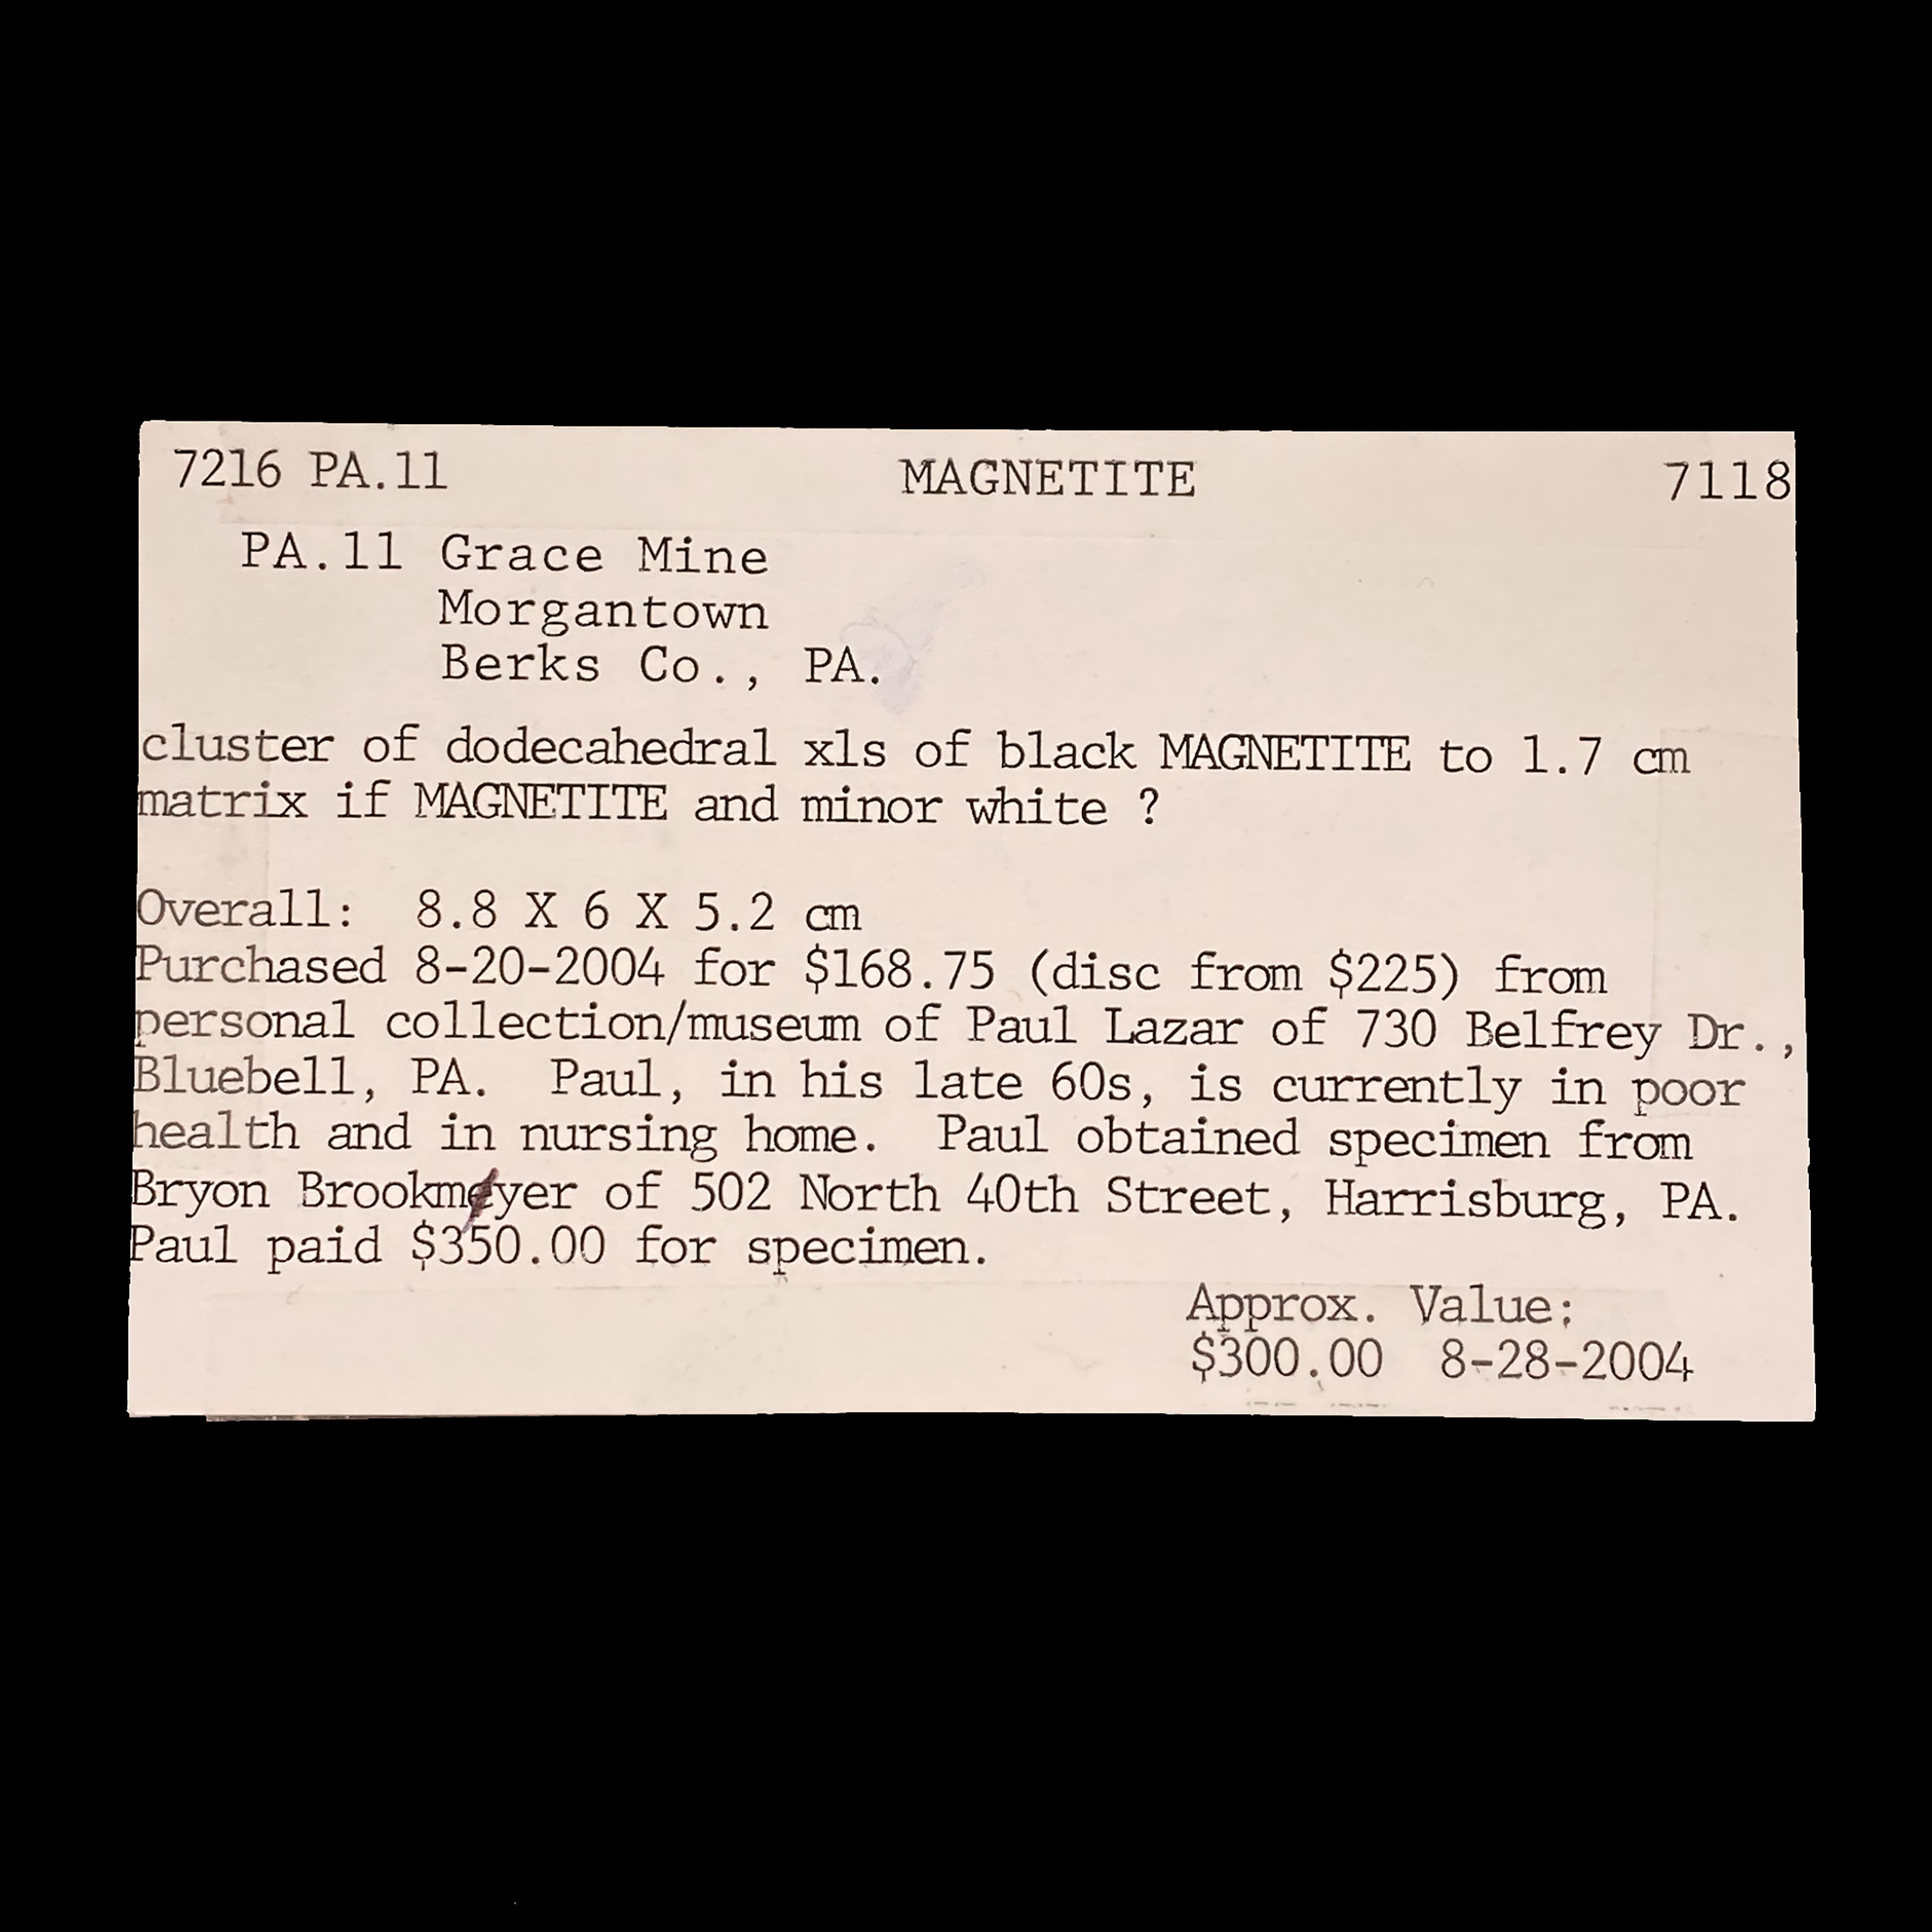 7216 PA.11 MAGNETITE 7118
PA.11 Grace Mine
Morgantown
Berks Co., PA.
cluster of dodecahedral xls of black MAGNETITE to 1.7 cm
matrix if MAGNETITE and minor white ?
Overall: 8.8 X 6 X 5.2 cm
Purchased 8-20-2004 for $168.75 (disc from $225) from
personal collection/museum of Paul Lazar of 730 Belfrey Dr.,
Bluebell, PA. Paul, in his late 60s, is currently in poor
health and in nursing home. Paul obtained specimen from
Bryon Brookmeyer of 502 North 40th Street, Harrisburg, PA.
Paul paid $350.00 for specimen.
Approx. Value:
$300.00 8-28-2004